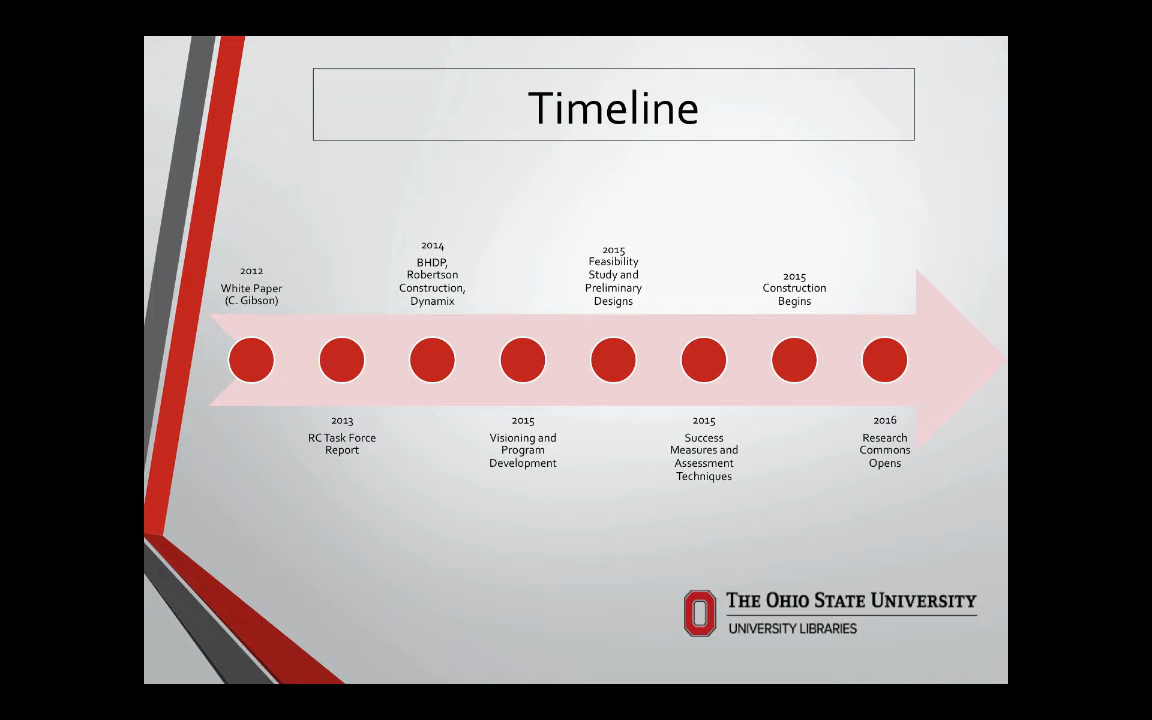 Timeline
2012
White Paper
(C. Gibson)
2013
RC Task Force
Report
2014
BHDP,
Robertson
Construction,
Dynamix
2015
Visioning and
Program
Development
2015
Feasibility
Study and
Preliminary
Designs
2015
Success
Measures and
Assessment
Techniques
2015
Construction
Begins
2016
Research
Commons
Opens
THE OHIO STATE UNIVERSITY
UNIVERSITY LIBRARIES